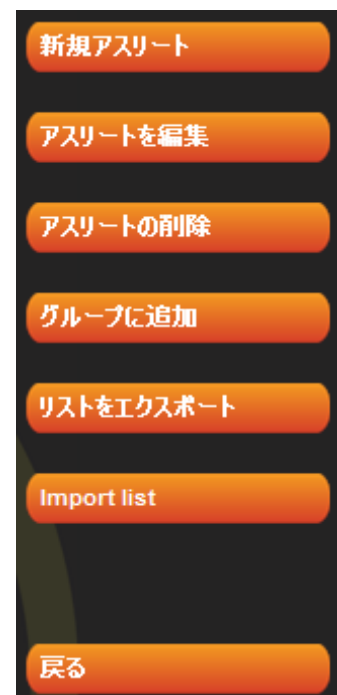 新規アスリート
アスリートを編集
アスリートの削除
グループに追加
リストをエクスポート
Import list
戻る